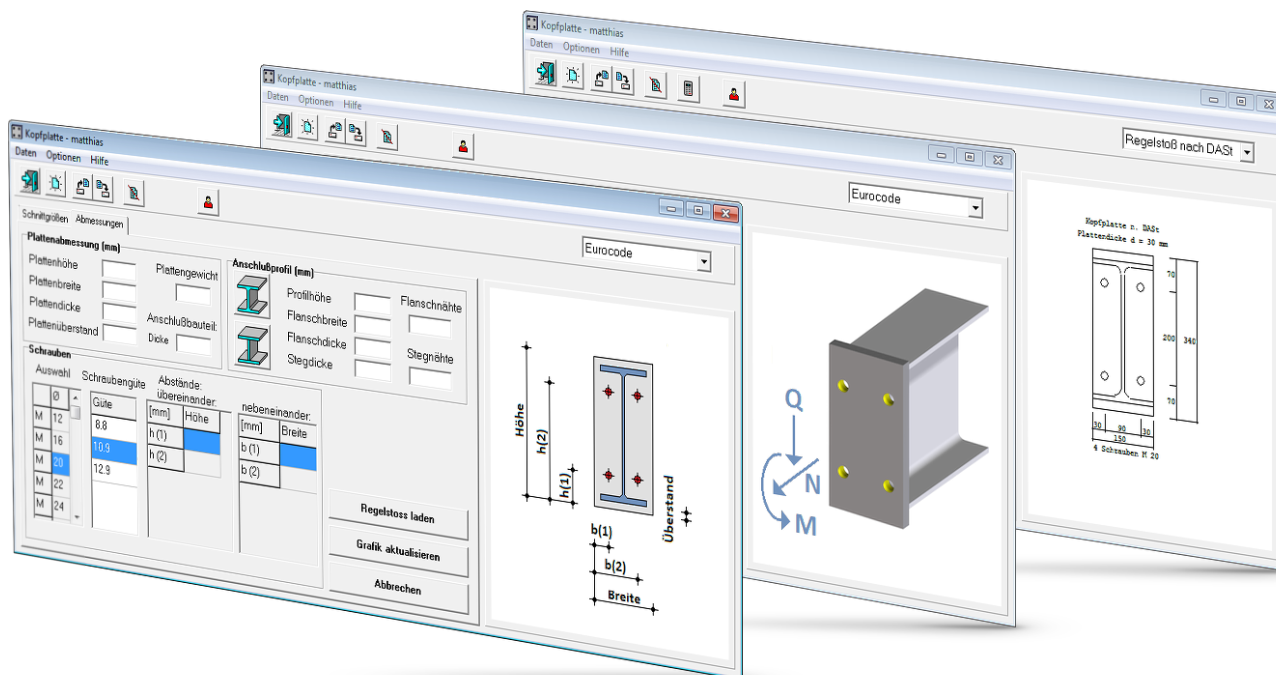 Kopfplatte - matthias
Daten Optionen Hilfe
Regelstoß nach DASt
Kopfplatte n. DASt
Plattendicke d = 30 mm
70
200
340
70
30 90 30
150
4 Schrauben M 20
Kopfplatte - matthias
Daten Optionen Hilfe
Eurocode
Q
N
M
Kopfplatte - matthias
Daten Optionen Hilfe
Eurocode
Schnittgrößen Abmessungen
Plattenabmessung (mm)
Plattenhöhe
Plattenbreite
Plattendicke
Plattenüberstand
Plattengewicht
Anschlußbauteil:
Dicke
Anschlußprofil (mm)
Profilhöhe
Flanschbreite
Flanschdicke
Stegdicke
Flanschnähte
Stegnähte
Schrauben
Auswahl
Ø
M 12
M 16
M 20
M 22
M 24
Schraubengüte
Güte
8.8
10.9
12.9
Abstände:
übereinander:
[mm] Höhe
h (1)
h (2)
nebeneinander:
[mm] Breite
b (1)
b (2)
Regelstoss laden
Grafik aktualisieren
Abbrechen
Höhe
h(2)
h(1)
Überstand
b(1)
b(2)
Breite